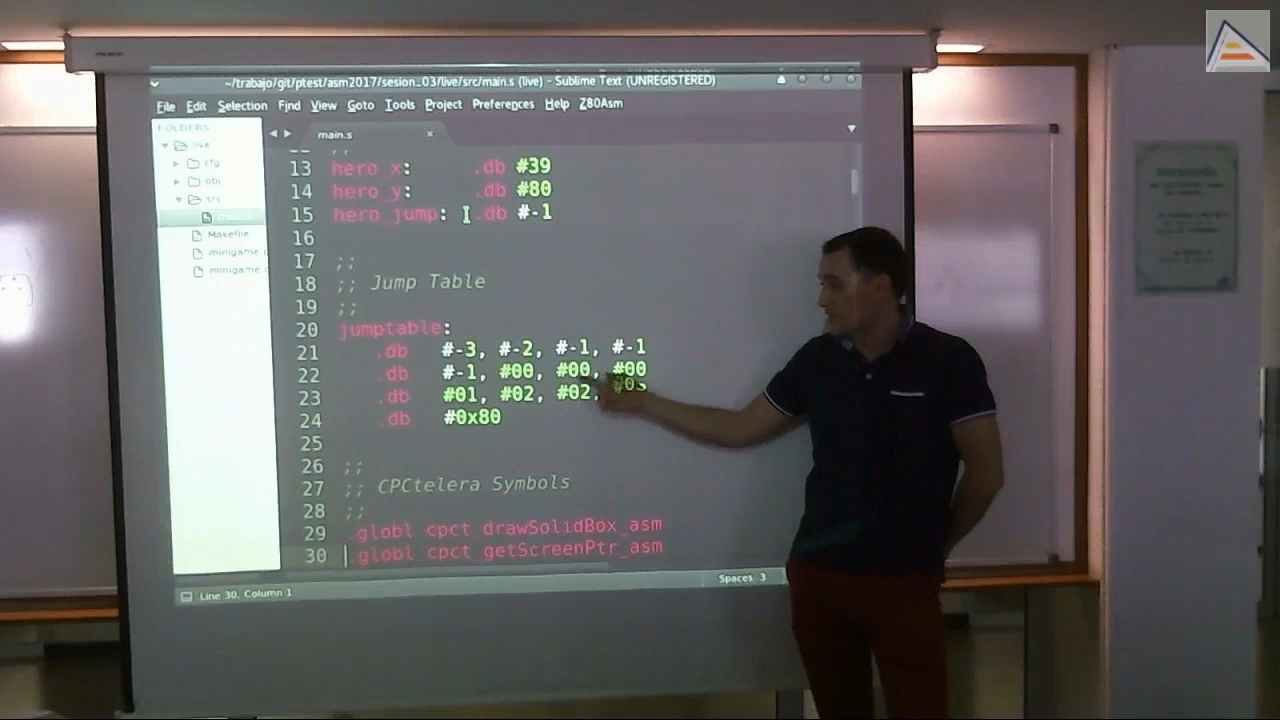 ~/trabajo/git/ptest/asm2017/sesion_03/live/src/main.s (live) - Sublime Text (UNREGISTERED)
File Edit Selection Find View Goto Tools Project Preferences Help Z80Asm
FOLDERS
live
cfg
obj
src
Makefile
minigame.c
minigame.c
main.s ×
;;
13 hero_x: .db #39
14 hero_y: .db #80
15 hero_jump: .db #-1
16
17 ;;
18 ;; Jump Table
19 ;;
20 jumptable:
21 .db #-3, #-2, #-1, #-1
22 .db #-1, #00, #00, #00
23 .db #01, #02, #02, #03
24 .db #0x80
25
26 ;;
27 ;; CPCtelera Symbols
28 ;;
29 .globl cpct_drawSolidBox_asm
30 .globl cpct_getScreenPtr_asm
Line 30, Column 1
Spaces 3